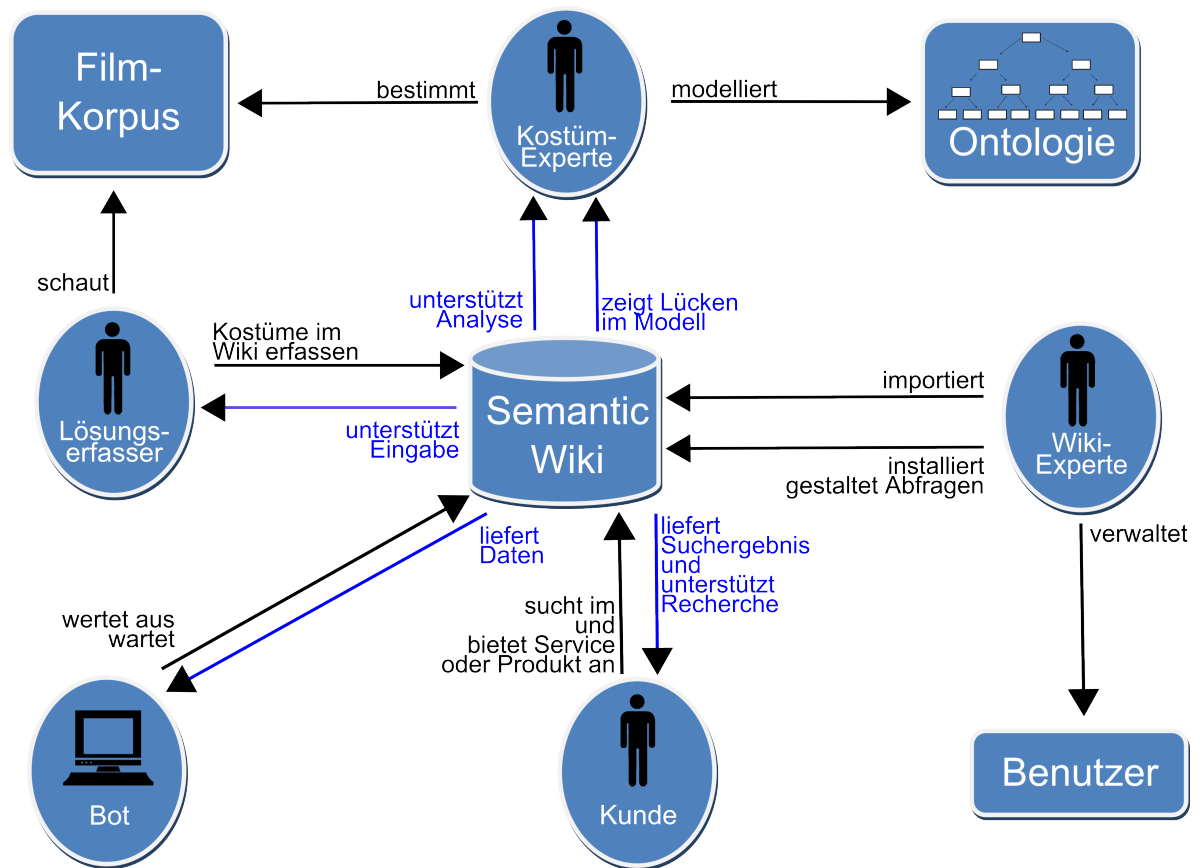 Film-
Korpus
bestimmt
Kostüm-
Experte
modelliert
Ontologie
schaut
unterstützt
Analyse
zeigt Lücken
im Modell
Lösungs-
erfasser
Kostüme im
Wiki erfassen
unterstützt
Eingabe
Semantic
Wiki
importiert
installiert
gestaltet Abfragen
Wiki-
Experte
verwaltet
liefert
Daten
liefert
Suchergebnis
und
unterstützt
Recherche
wertet aus
wartet
sucht im
und
bietet Service
oder Produkt an
Bot
Kunde
Benutzer